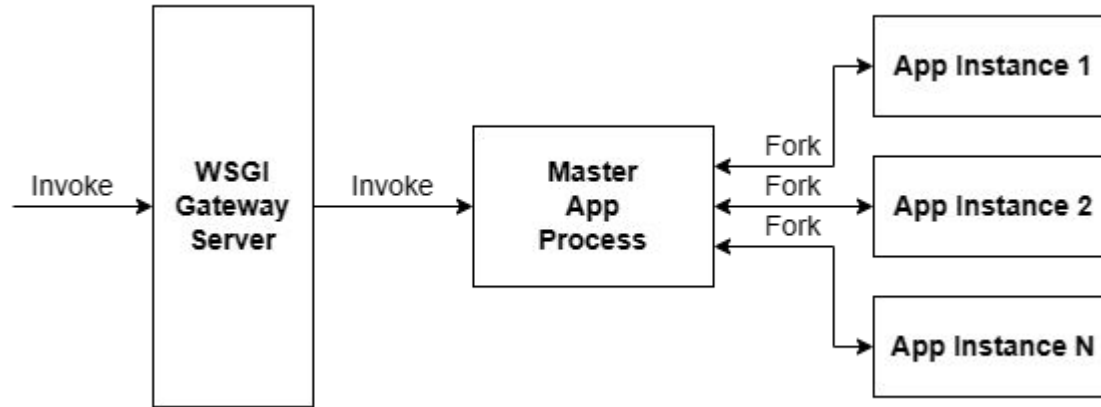 Invoke
WSGI
Gateway
Server
Invoke
Master
App
Process
Fork
Fork
Fork
App Instance 1
App Instance 2
App Instance N